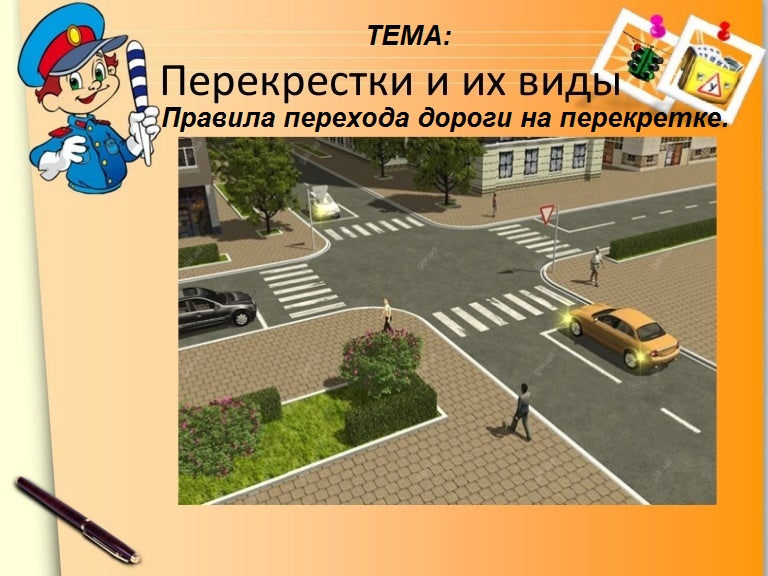 ТЕМА:
Перекрестки и их виды
Правила перехода дороги на перекретке.